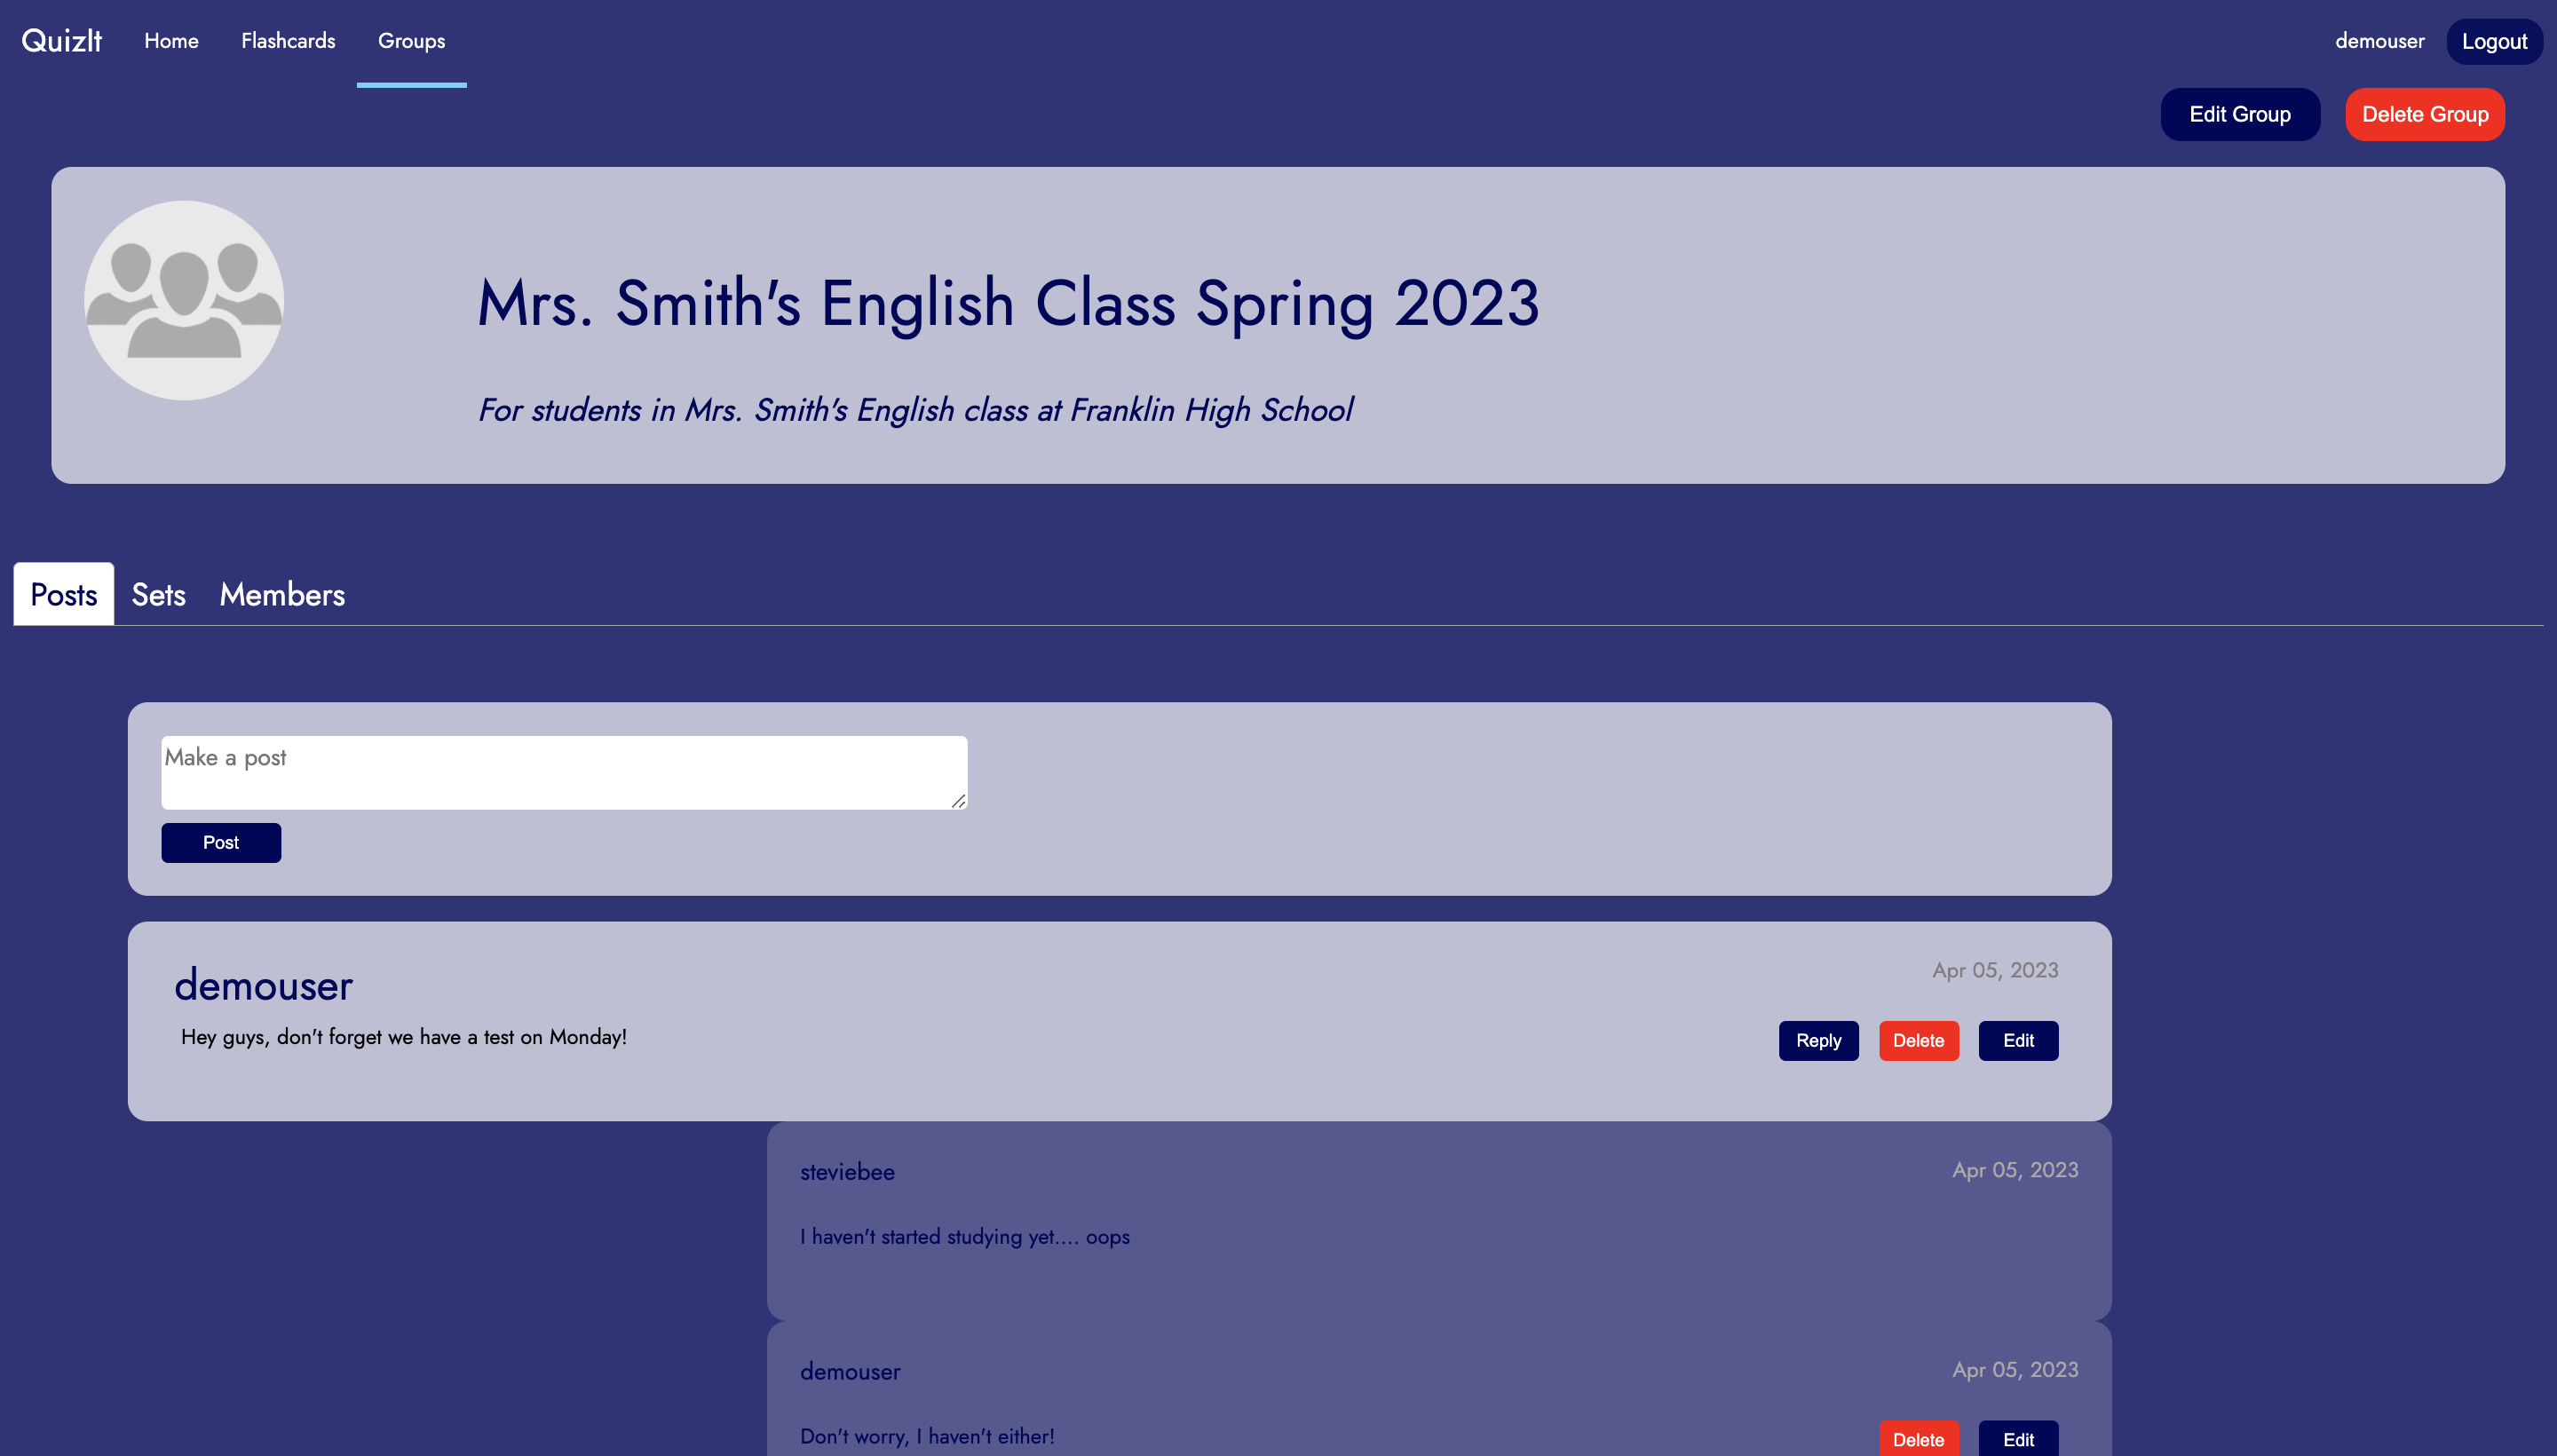 QuizIt Home Flashcards Groups demouser Logout
Edit Group Delete Group
Mrs. Smith's English Class Spring 2023
For students in Mrs. Smith's English class at Franklin High School
Posts Sets Members
Make a post
Post
demouser Apr 05, 2023
Hey guys, don't forget we have a test on Monday! Reply Delete Edit
steviebee Apr 05, 2023
I haven't started studying yet.... oops
demouser Apr 05, 2023
Don't worry, I haven't either! Delete Edit